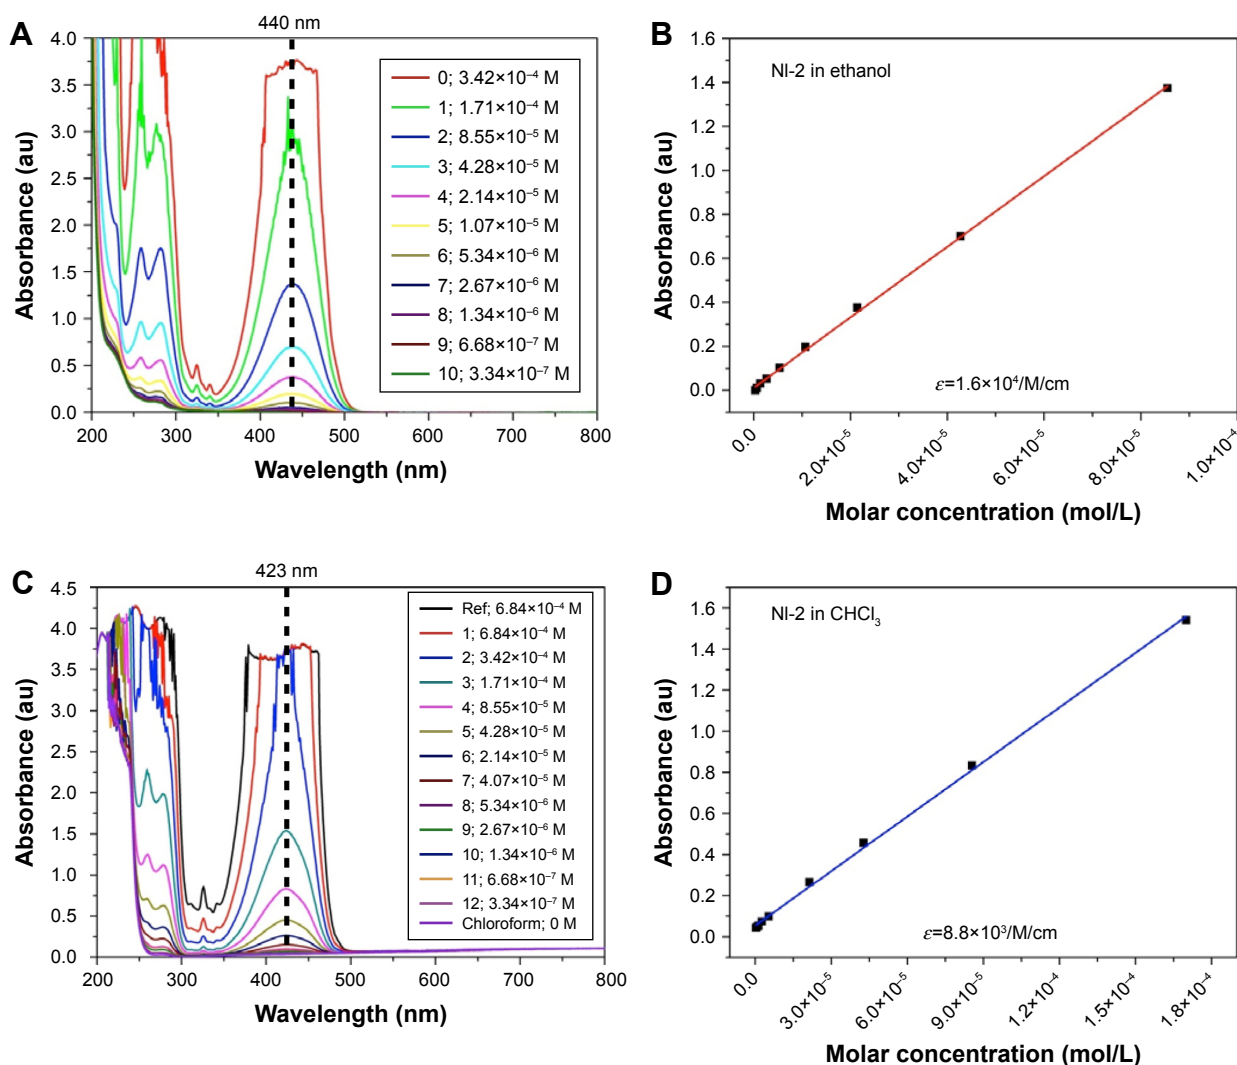 A
440 nm
4.0
3.5
3.0
2.5
2.0
1.5
1.0
0.5
0.0
Absorbance (au)
200 300 400 500 600 700 800
Wavelength (nm)
0; 3.42×10⁻⁴ M
1; 1.71×10⁻⁴ M
2; 8.55×10⁻⁵ M
3; 4.28×10⁻⁵ M
4; 2.14×10⁻⁵ M
5; 1.07×10⁻⁵ M
6; 5.34×10⁻⁶ M
7; 2.67×10⁻⁶ M
8; 1.34×10⁻⁶ M
9; 6.68×10⁻⁷ M
10; 3.34×10⁻⁷ M
B
1.6
1.4
1.2
1.0
0.8
0.6
0.4
0.2
0.0
Absorbance (au)
NI-2 in ethanol
ε=1.6×10⁴/M/cm
0.0 2.0×10⁻⁵ 4.0×10⁻⁵ 6.0×10⁻⁵ 8.0×10⁻⁵ 1.0×10⁻⁴
Molar concentration (mol/L)
C
423 nm
4.5
4.0
3.5
3.0
2.5
2.0
1.5
1.0
0.5
0.0
Absorbance (au)
200 300 400 500 600 700 800
Wavelength (nm)
Ref; 6.84×10⁻⁴ M
1; 6.84×10⁻⁴ M
2; 3.42×10⁻⁴ M
3; 1.71×10⁻⁴ M
4; 8.55×10⁻⁵ M
5; 4.28×10⁻⁵ M
6; 2.14×10⁻⁵ M
7; 4.07×10⁻⁵ M
8; 5.34×10⁻⁶ M
9; 2.67×10⁻⁶ M
10; 1.34×10⁻⁶ M
11; 6.68×10⁻⁷ M
12; 3.34×10⁻⁷ M
Chloroform; 0 M
D
1.6
1.4
1.2
1.0
0.8
0.6
0.4
0.2
0.0
Absorbance (au)
NI-2 in CHCl₃
ε=8.8×10³/M/cm
0.0 3.0×10⁻⁵ 6.0×10⁻⁵ 9.0×10⁻⁵ 1.2×10⁻⁴ 1.5×10⁻⁴ 1.8×10⁻⁴
Molar concentration (mol/L)